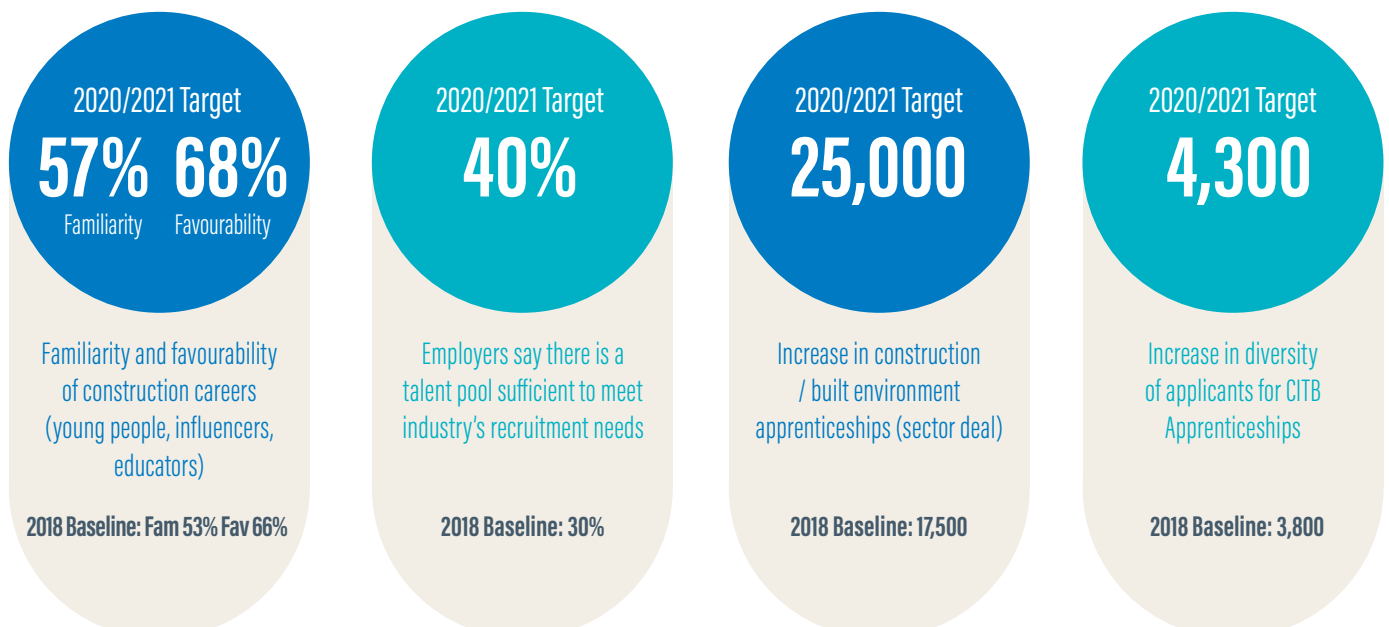 2020/2021 Target
57% 68%
Familiarity Favourability
Familiarity and favourability
of construction careers
(young people, influencers,
educators)
2018 Baseline: Fam 53% Fav 66%
2020/2021 Target
40%
Employers say there is a
talent pool sufficient to meet
industry's recruitment needs
2018 Baseline: 30%
2020/2021 Target
25,000
Increase in construction
/ built environment
apprenticeships (sector deal)
2018 Baseline: 17,500
2020/2021 Target
4,300
Increase in diversity
of applicants for CITB
Apprenticeships
2018 Baseline: 3,800